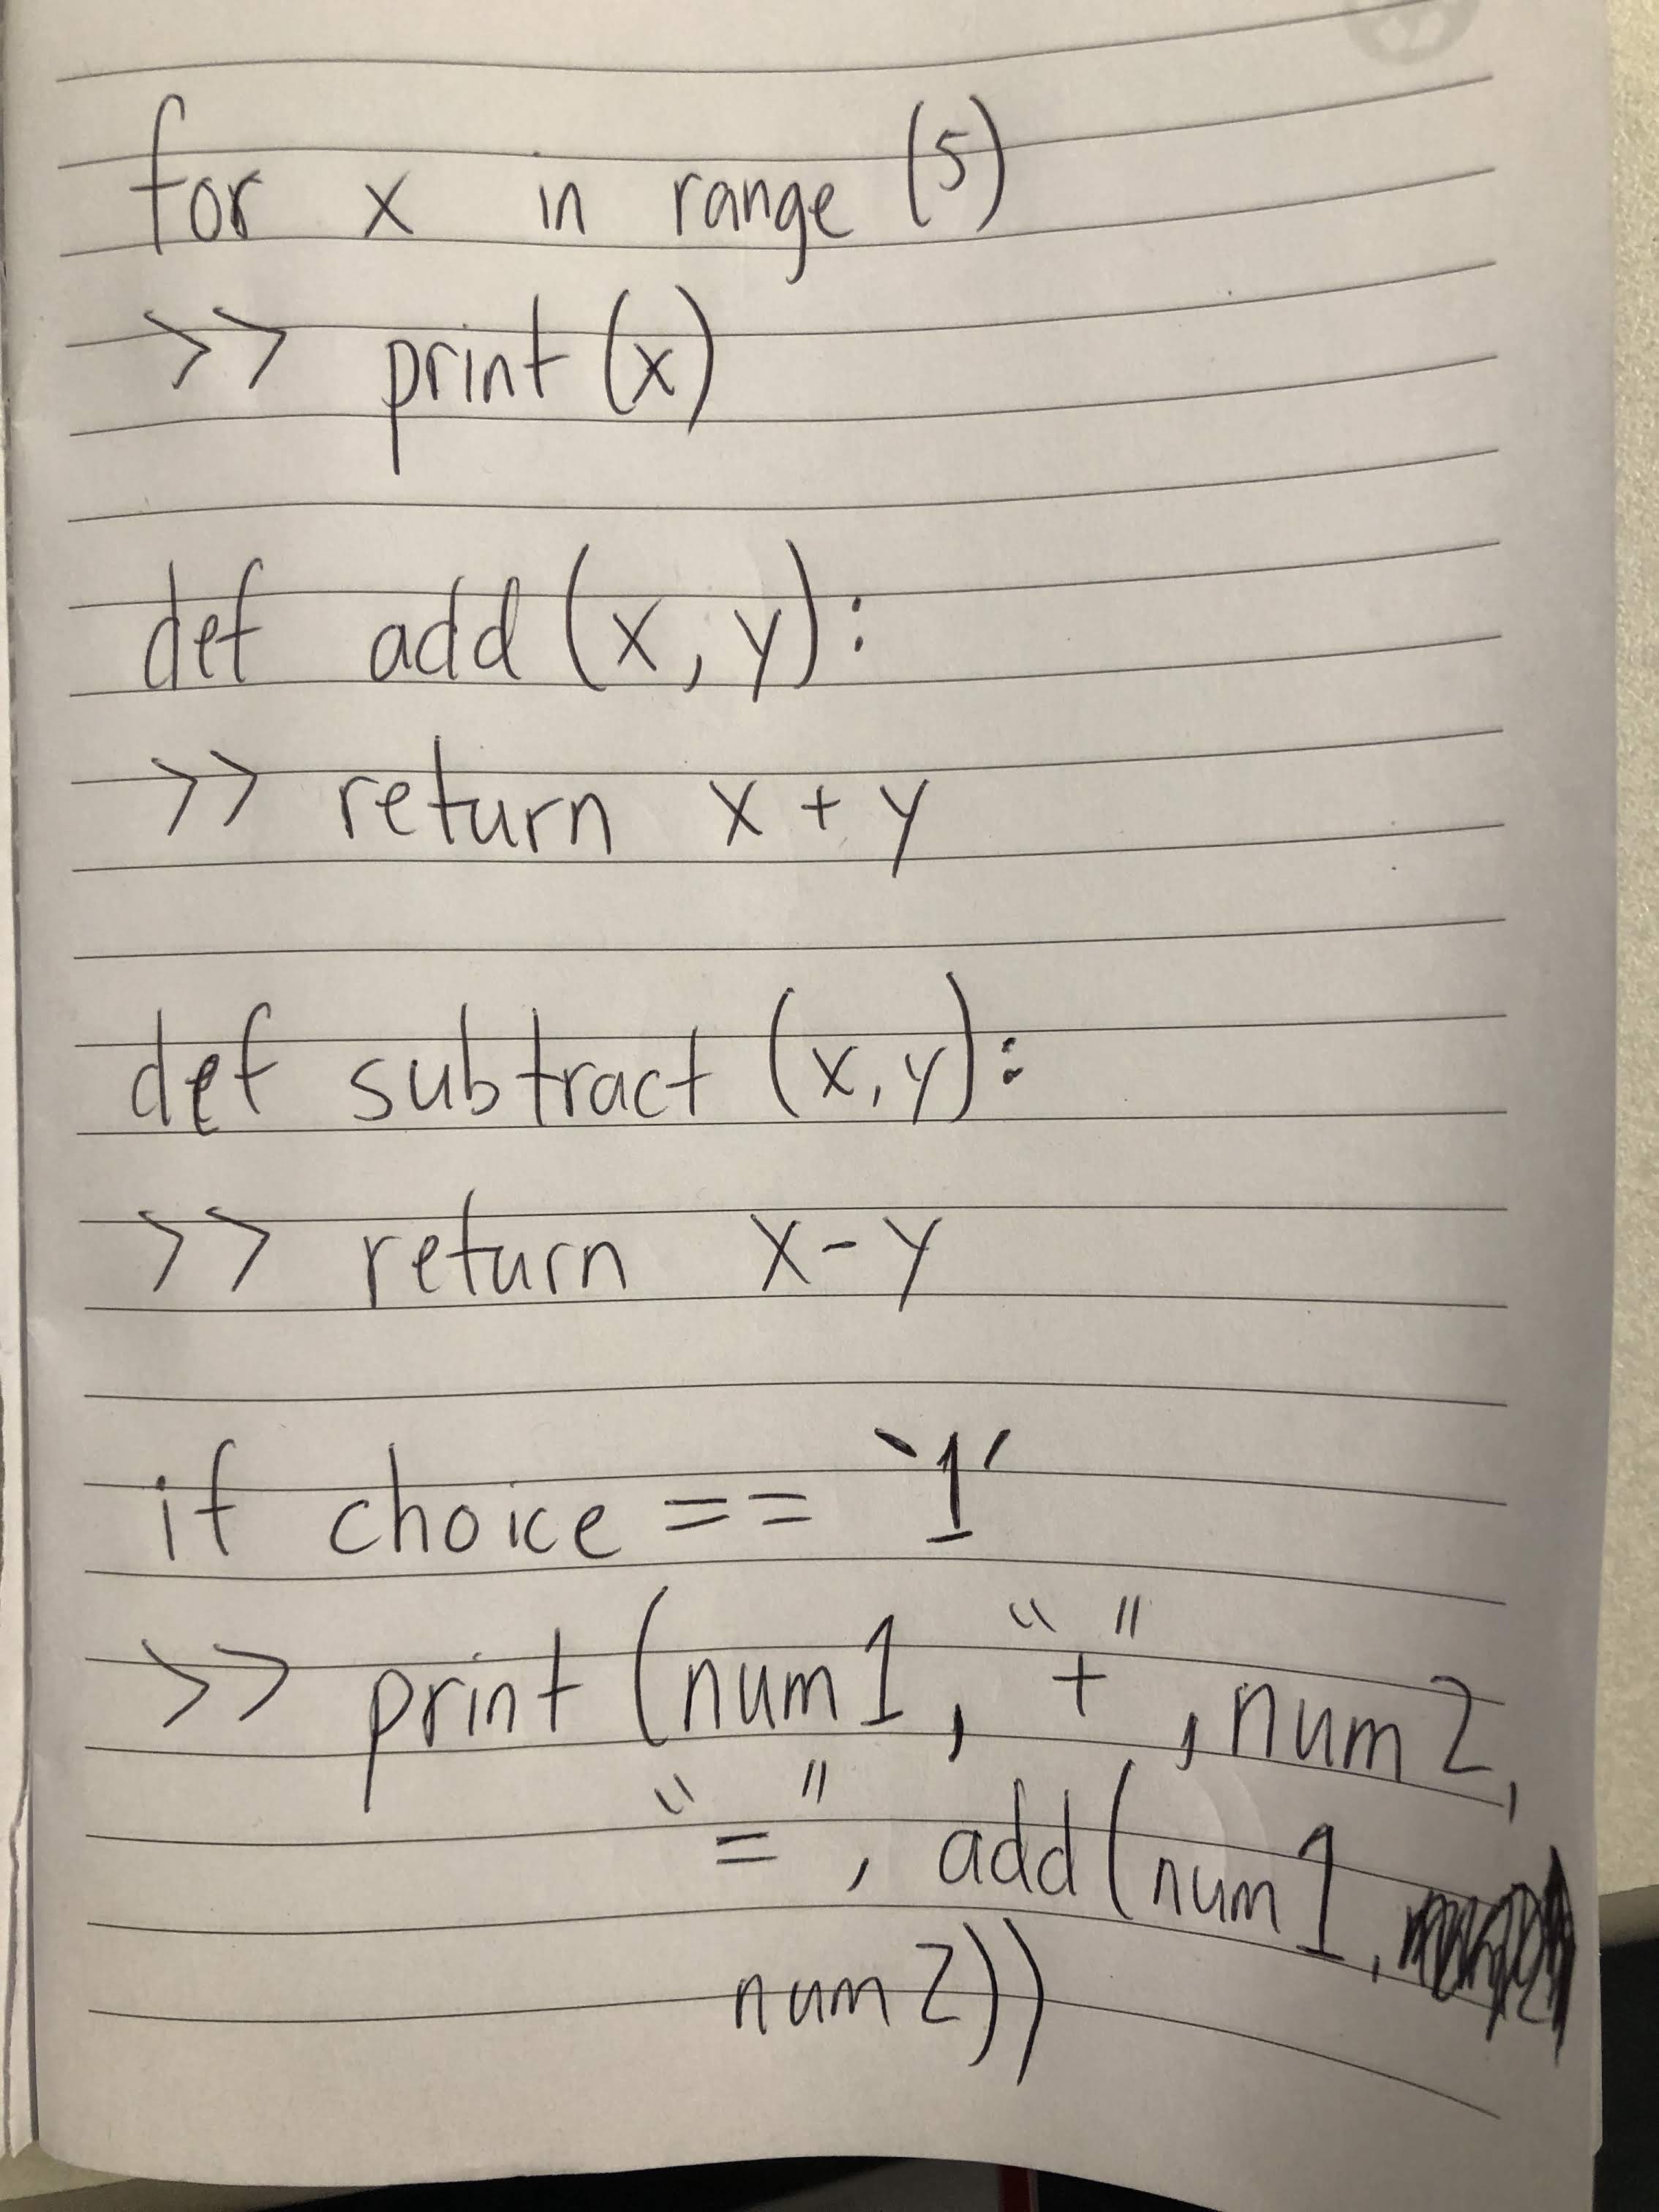 for x in range (5)
>> print (x)
def add (x, y):
>> return x + y
def subtract (x, y):
>> return x - y
if choice == '1'
>> print (num1, "+", num2,
"=", add (num1,
num2))